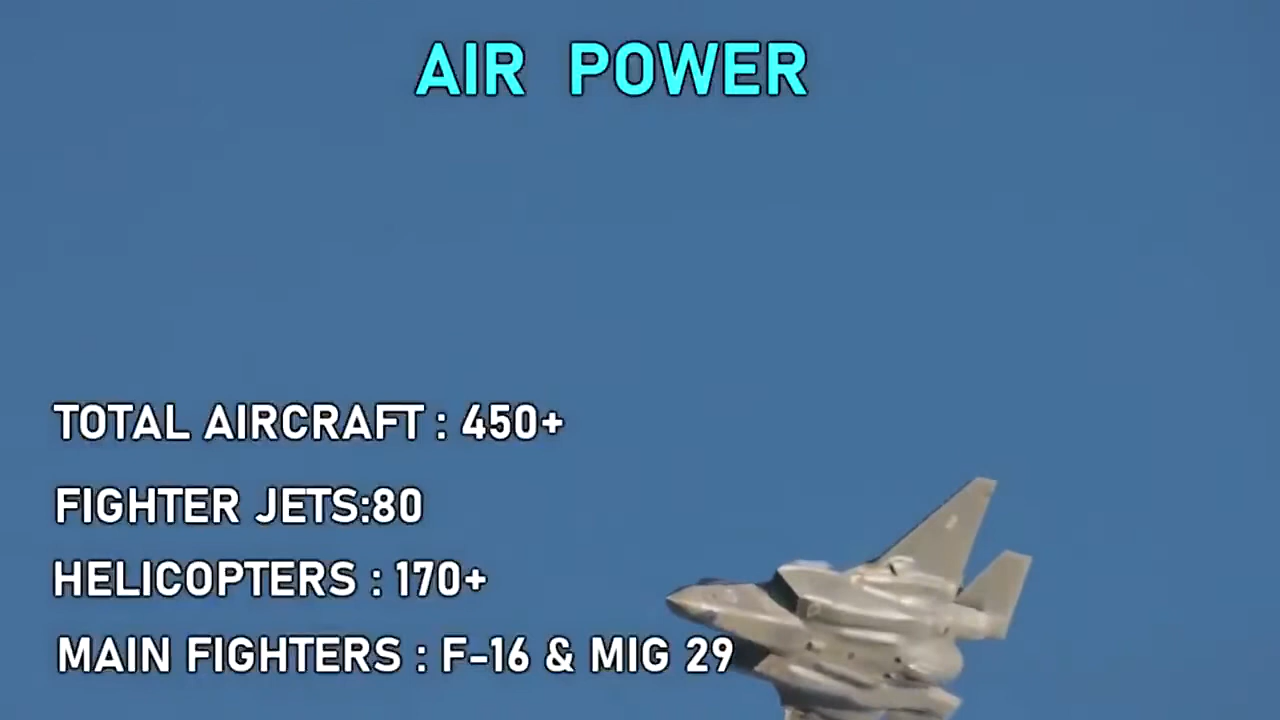 AIR POWER
TOTAL AIRCRAFT : 450+
FIGHTER JETS:80
HELICOPTERS : 170+
MAIN FIGHTERS : F-16 & MIG 29